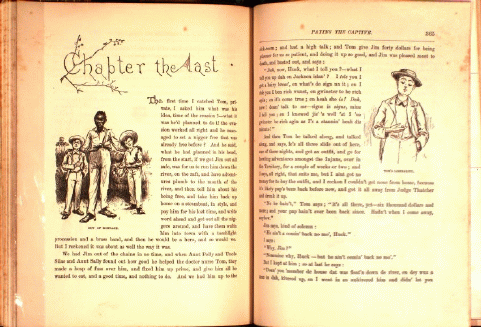 Chapter the Last
The first time I catched Tom, pri-
vate, I asked him what was his
idea, time of the evasion?—what it
was he'd planned to do if the eva-
sion worked all right and he man-
aged to set a nigger free that was
already free before? And he said,
what he had planned in his head,
from the start, if we got Jim out all
safe, was for us to run him down the
river, on the raft, and have adven-
tures plumb to the mouth of the
river, and then tell him about his
being free, and take him back up
home on a steamboat, in style, and
pay him for his lost time, and write
word ahead and get out all the nig-
gers around, and have them waltz
him into town with a torchlight
procession and a brass band, and then he would be a hero, and so would we.
But I reckoned it was about as well the way it was.
We had Jim out of the chains in no time, and when Aunt Polly and Uncle
Silas and Aunt Sally found out how good he helped the doctor nurse Tom, they
made a heap of fuss over him, and fixed him up prime, and give him all he
wanted to eat, and a good time, and nothing to do. And we had him up to the
OUT OF BONDAGE.
PAYING THE CAPTIVE.
365
sick-room; and had a high talk; and Tom give Jim forty dollars for being
prisoner for us so patient, and doing it up so good, and Jim was pleased most to
death, and busted out, and says:
"Dah, now, Huck, what I tell you?—what I
tell you up dah on Jackson islan'? I tole you I
got a hairy breas', en what's de sign un it; en I
tole you I ben rich wunst, en gwineter to be rich
agin; en it's come true; en heah she is! Dah,
now! doan' talk to me—signs is signs, mine
I tell you; en I knowed jis' 's well 'at I 'uz
gwineter be rich agin as I's a stannin' heah dis
minute!"
And then Tom he talked along, and talked
along, and says, le's all three slide out of here,
one of these nights, and get an outfit, and go for
howling adventures amongst the Injuns, over in
the Territory, for a couple of weeks or two; and
I says, all right, that suits me, but I ain't got no
money for to buy the outfit, and I reckon I couldn't get none from home, because
it's likely pap's been back before now, and got it all away from Judge Thatcher
and drunk it up.
"No he hain't," Tom says; "it's all there, yet—six thousand dollars and
more; and your pap hain't ever been back since. Hadn't when I come away,
anyhow."
Jim says, kind of solemn:
"He ain't a comin' back no mo', Huck."
I says:
"Why, Jim?"
"Nemmine why, Huck—but he ain't comin' back no mo'."
But I kept at him; so at last he says:
"Doan' you 'member de house dat was float'n down de river, en dey wuz a
man in dah, kivered up, en I went in en unkivered him and didn' let you
TOM'S LIBERALITY.